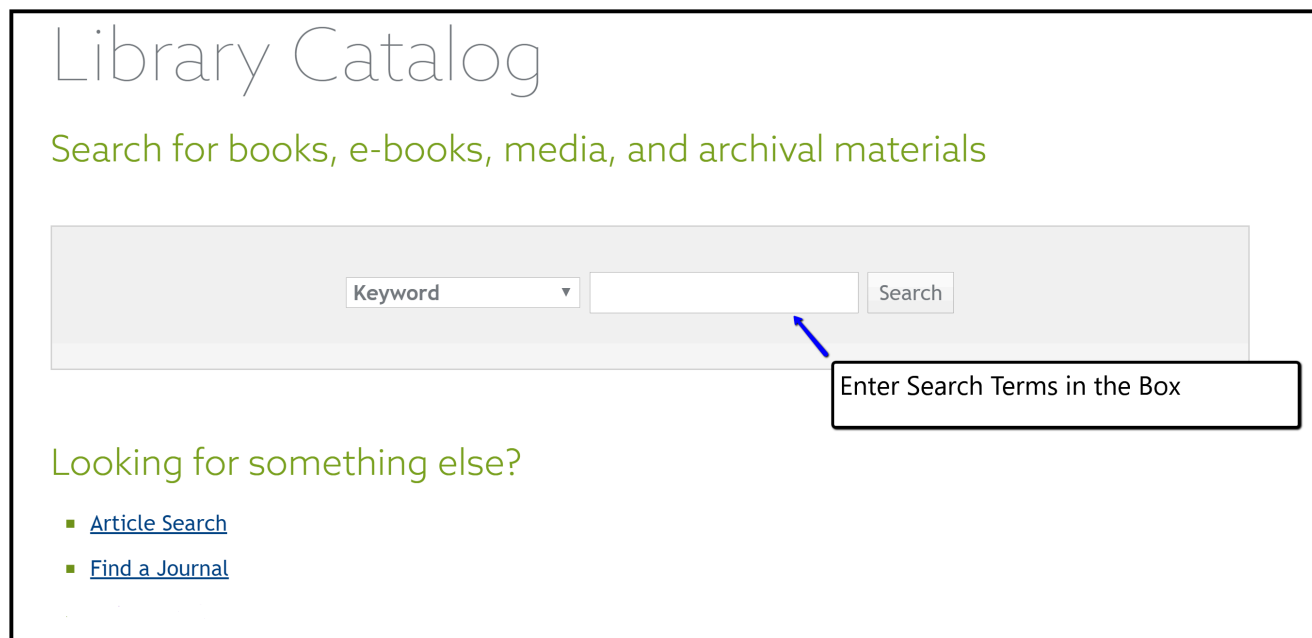 Library Catalog
Search for books, e-books, media, and archival materials
Keyword Search
Enter Search Terms in the Box
Looking for something else?
Article Search
Find a Journal